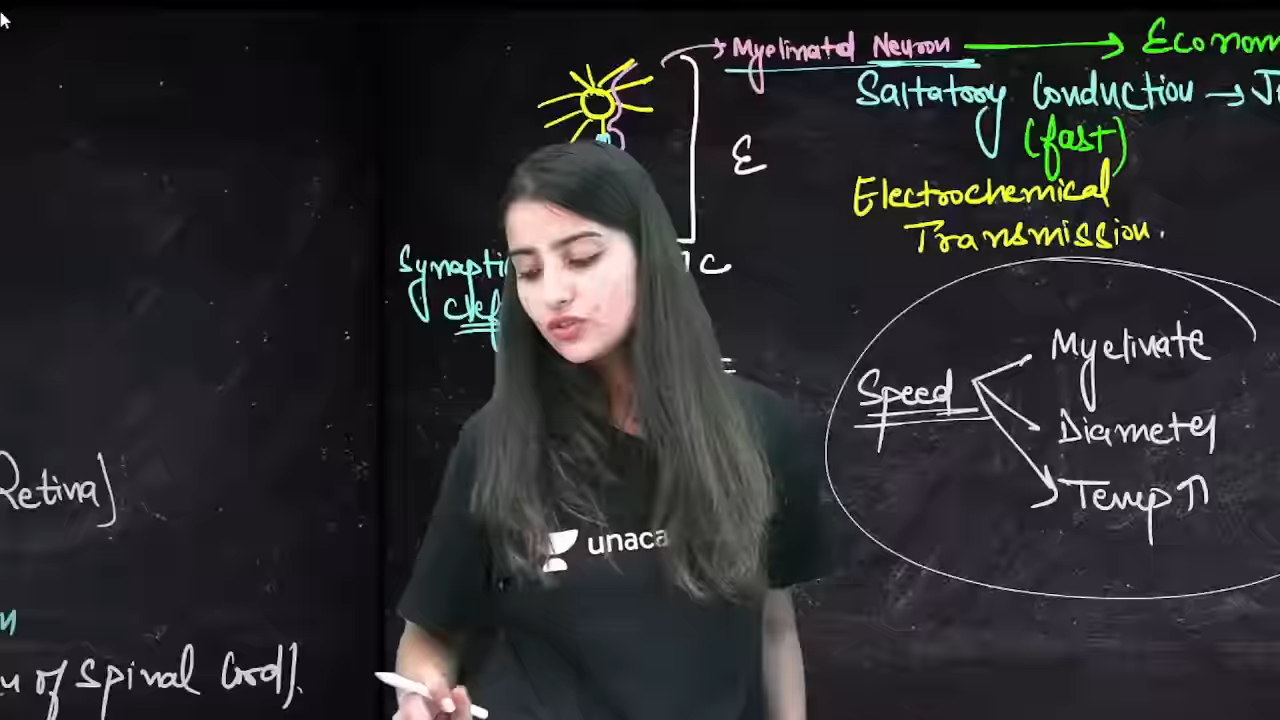 Myelinated Neuron → Econom
Saltatory Conduction → J
(fast)
E
Electrochemical
Transmission.
Synapti
Clef
C
Speed
Myelinate
Diameter
Temp ↑
Retina)
n
of Spinal Cord).
unaca